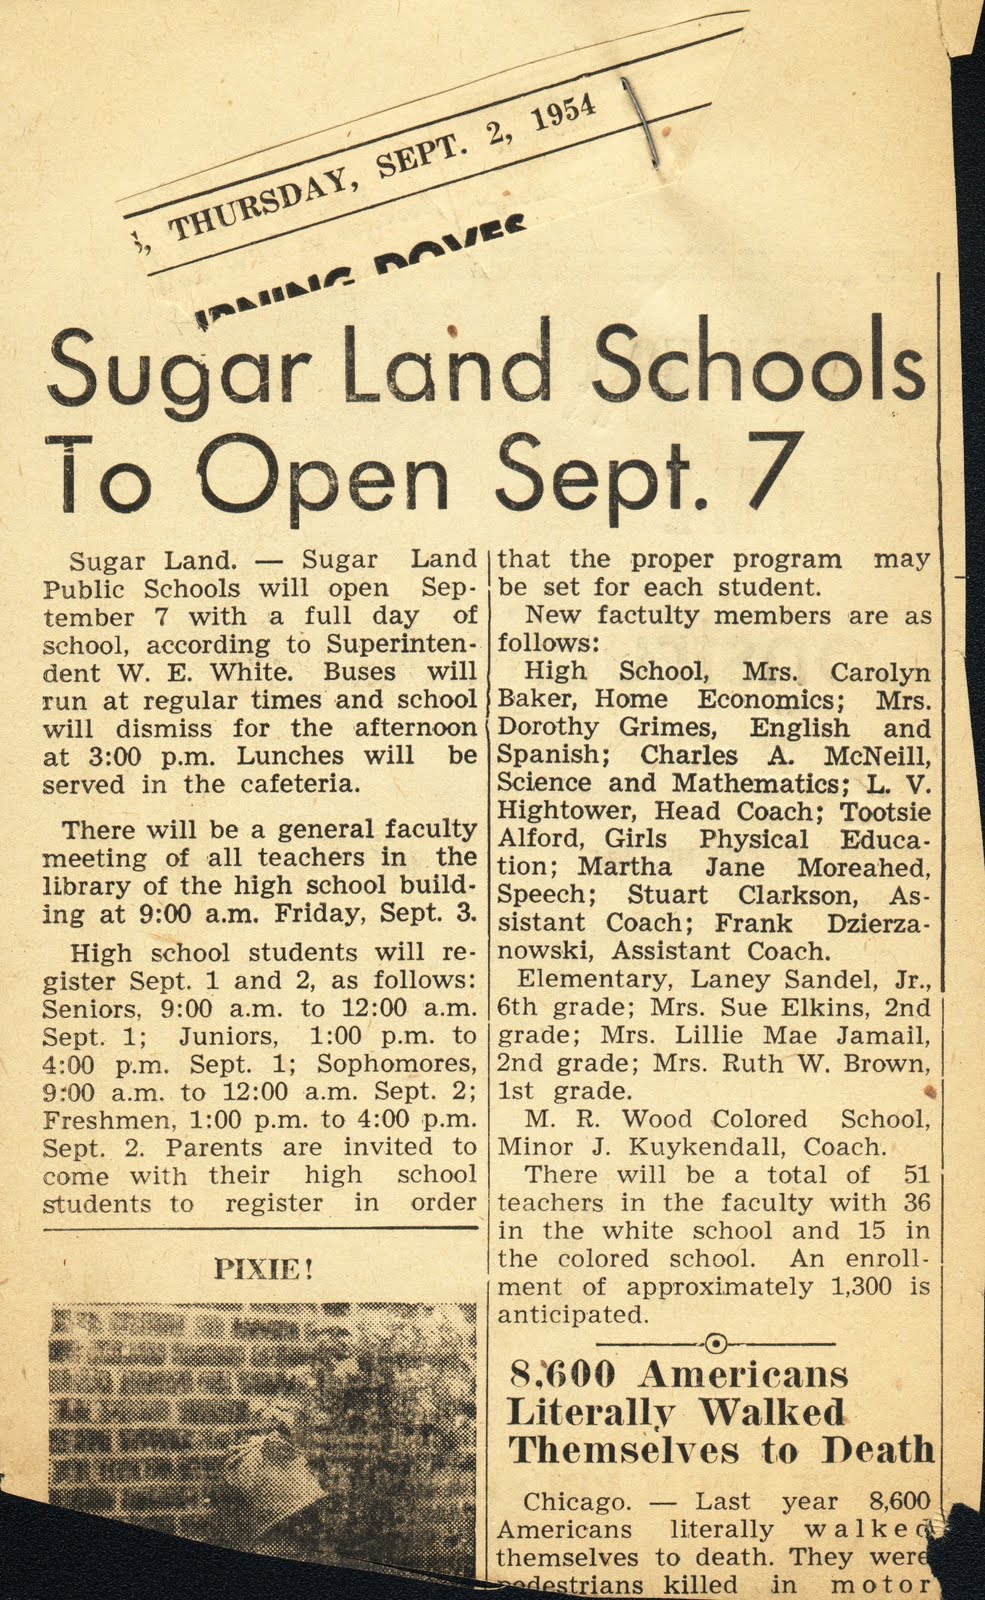 THURSDAY, SEPT. 2, 1954
Sugar Land Schools
To Open Sept. 7
Sugar Land. — Sugar Land
Public Schools will open Sep-
tember 7 with a full day of
school, according to Superinten-
dent W. E. White. Buses will
run at regular times and school
will dismiss for the afternoon
at 3:00 p.m. Lunches will be
served in the cafeteria.
There will be a general faculty
meeting of all teachers in the
library of the high school build-
ing at 9:00 a.m. Friday, Sept. 3.
High school students will re-
gister Sept. 1 and 2, as follows:
Seniors, 9:00 a.m. to 12:00 a.m.
Sept. 1; Juniors, 1:00 p.m. to
4:00 p.m. Sept. 1; Sophomores,
9:00 a.m. to 12:00 a.m. Sept. 2;
Freshmen, 1:00 p.m. to 4:00 p.m.
Sept. 2. Parents are invited to
come with their high school
students to register in order
PIXIE!
that the proper program may
be set for each student.
New factulty members are as
follows:
High School, Mrs. Carolyn
Baker, Home Economics; Mrs.
Dorothy Grimes, English and
Spanish; Charles A. McNeill,
Science and Mathematics; L. V.
Hightower, Head Coach; Tootsie
Alford, Girls Physical Educa-
tion; Martha Jane Moreahed,
Speech; Stuart Clarkson, As-
sistant Coach; Frank Dzierza-
nowski, Assistant Coach.
Elementary, Laney Sandel, Jr.,
6th grade; Mrs. Sue Elkins, 2nd
grade; Mrs. Lillie Mae Jamail,
2nd grade; Mrs. Ruth W. Brown,
1st grade.
M. R. Wood Colored School,
Minor J. Kuykendall, Coach.
There will be a total of 51
teachers in the faculty with 36
in the white school and 15 in
the colored school. An enroll-
ment of approximately 1,300 is
anticipated.
8,600 Americans
Literally Walked
Themselves to Death
Chicago. — Last year 8,600
Americans literally walked
themselves to death. They were
pedestrians killed in motor